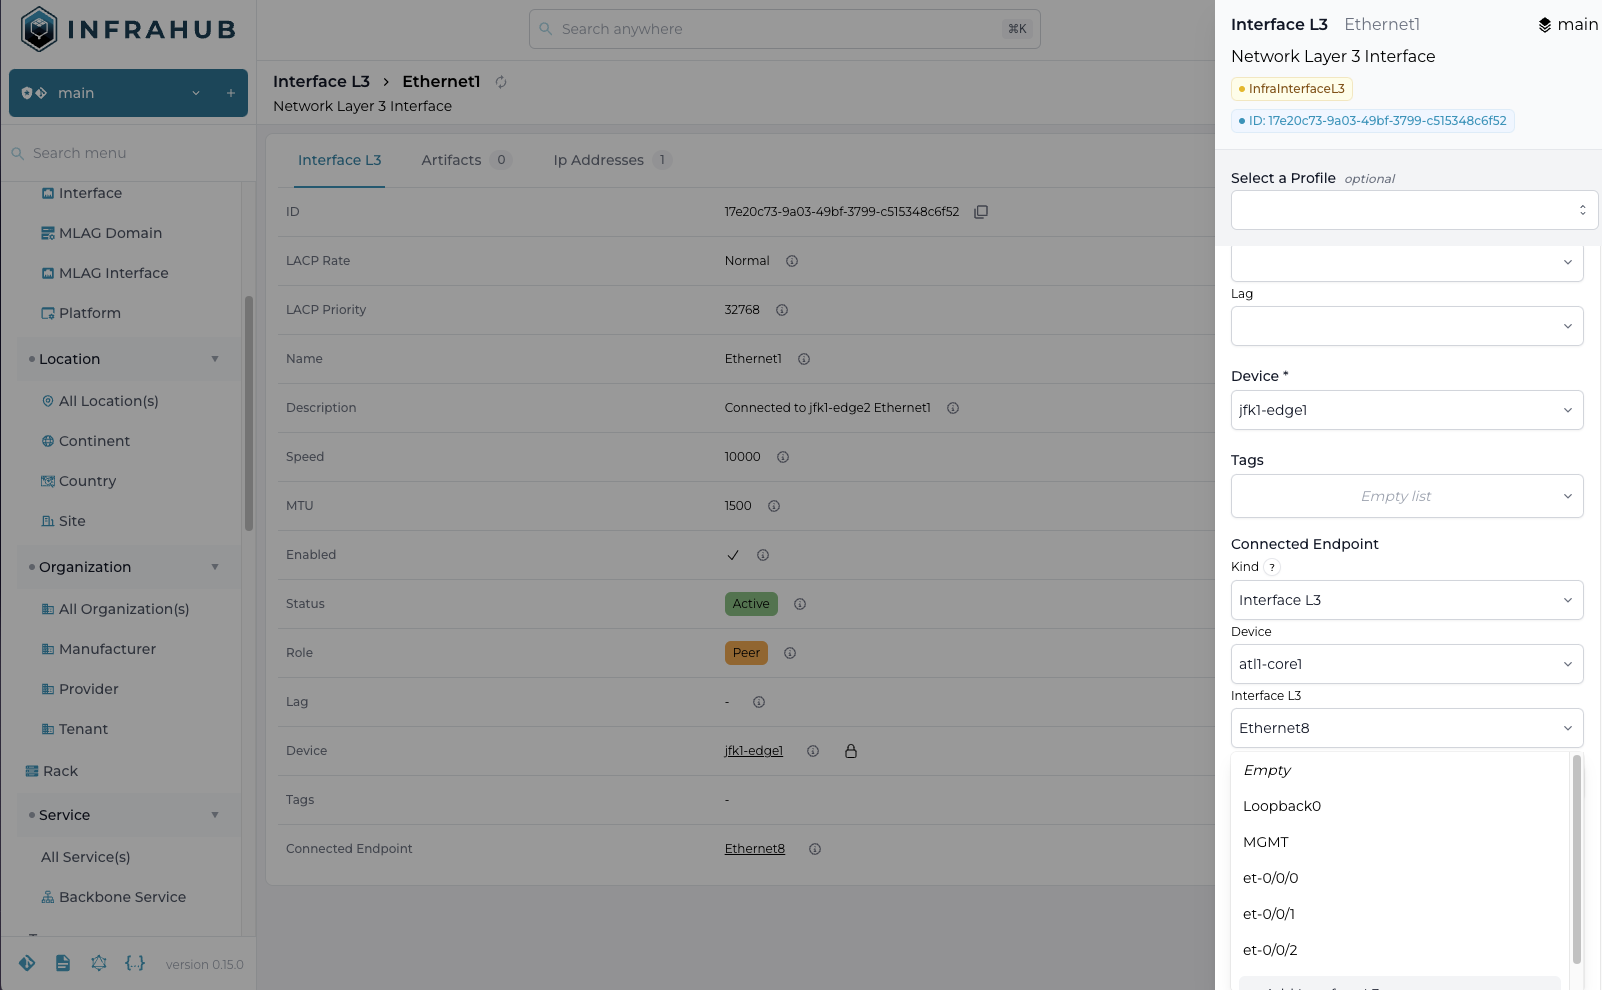 INFRAHUB
main
Search menu
Interface
MLAG Domain
MLAG Interface
Platform
Location
All Location(s)
Continent
Country
Site
Organization
All Organization(s)
Manufacturer
Provider
Tenant
Rack
Service
All Service(s)
Backbone Service
version 0.15.0
Search anywhere ⌘K
Interface L3 > Ethernet1
Network Layer 3 Interface
Interface L3 Artifacts 0 Ip Addresses 1
ID 17e20c73-9a03-49bf-3799-c515348c6f52
LACP Rate Normal
LACP Priority 32768
Name Ethernet1
Description Connected to jfk1-edge2 Ethernet1
Speed 10000
MTU 1500
Enabled
Status Active
Role Peer
Lag -
Device jfk1-edge1
Tags -
Connected Endpoint Ethernet8
Interface L3 Ethernet1 main
Network Layer 3 Interface
InfraInterfaceL3
ID: 17e20c73-9a03-49bf-3799-c515348c6f52
Select a Profile optional
Lag
Device *
jfk1-edge1
Tags
Empty list
Connected Endpoint
Kind ?
Interface L3
Device
atl1-core1
Interface L3
Ethernet8
Empty
Loopback0
MGMT
et-0/0/0
et-0/0/1
et-0/0/2